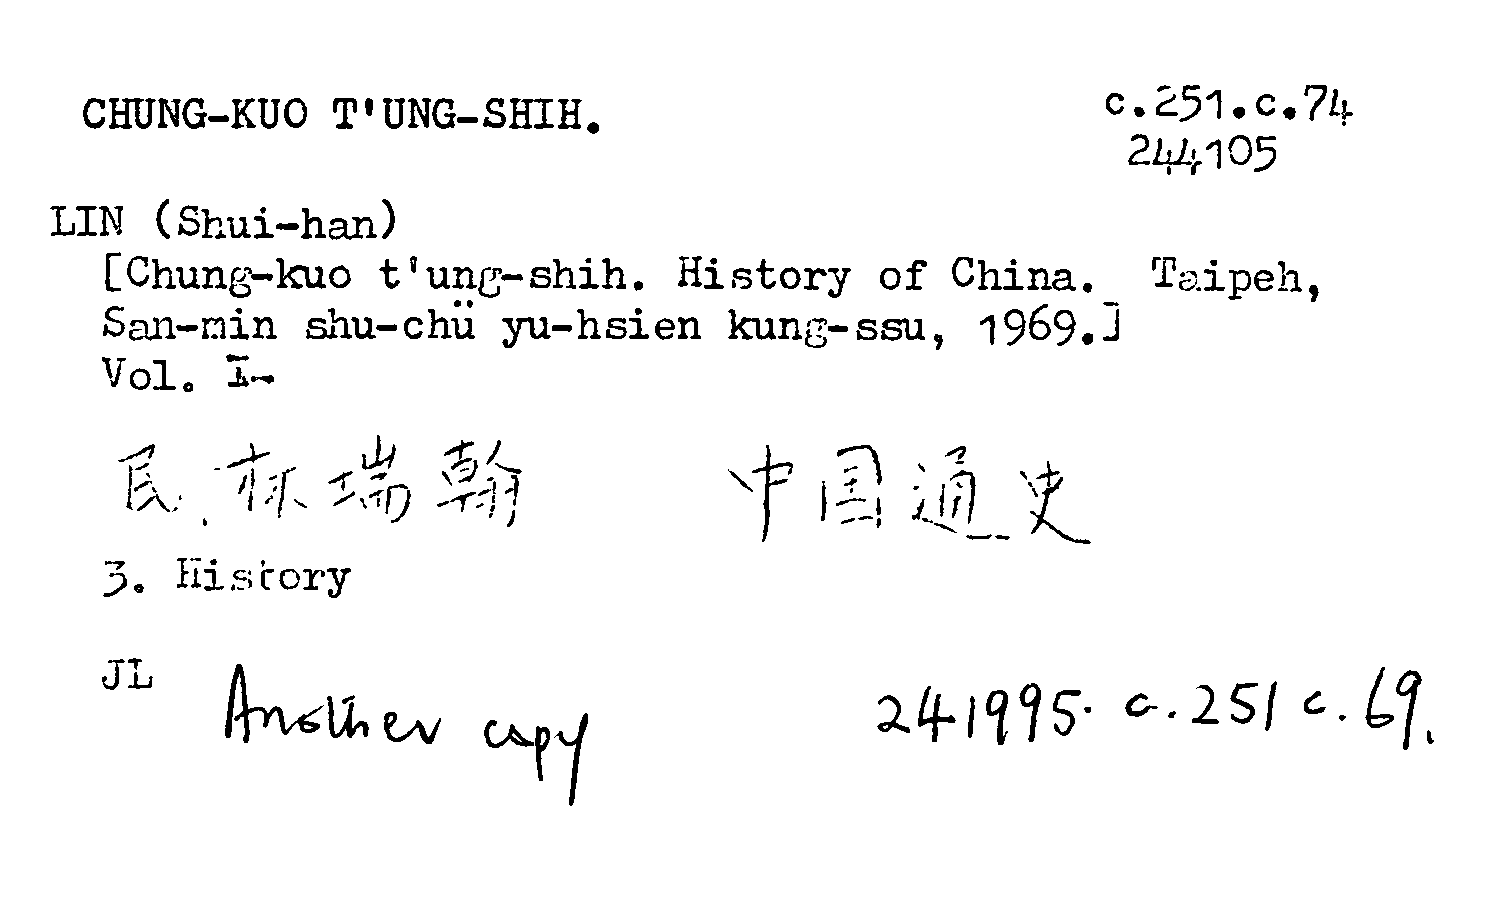 CHUNG-KUO T'UNG-SHIH. c.251.c.74
244105
LIN (Shui-han)
[Chung-kuo t'ung-shih. History of China. Taipeh,
San-min shu-chü yu-hsien kung-ssu, 1969.]
Vol. I-
民. 林瑞翰 中国通史
3. History
JL Another copy 241995. c.251 c.69.